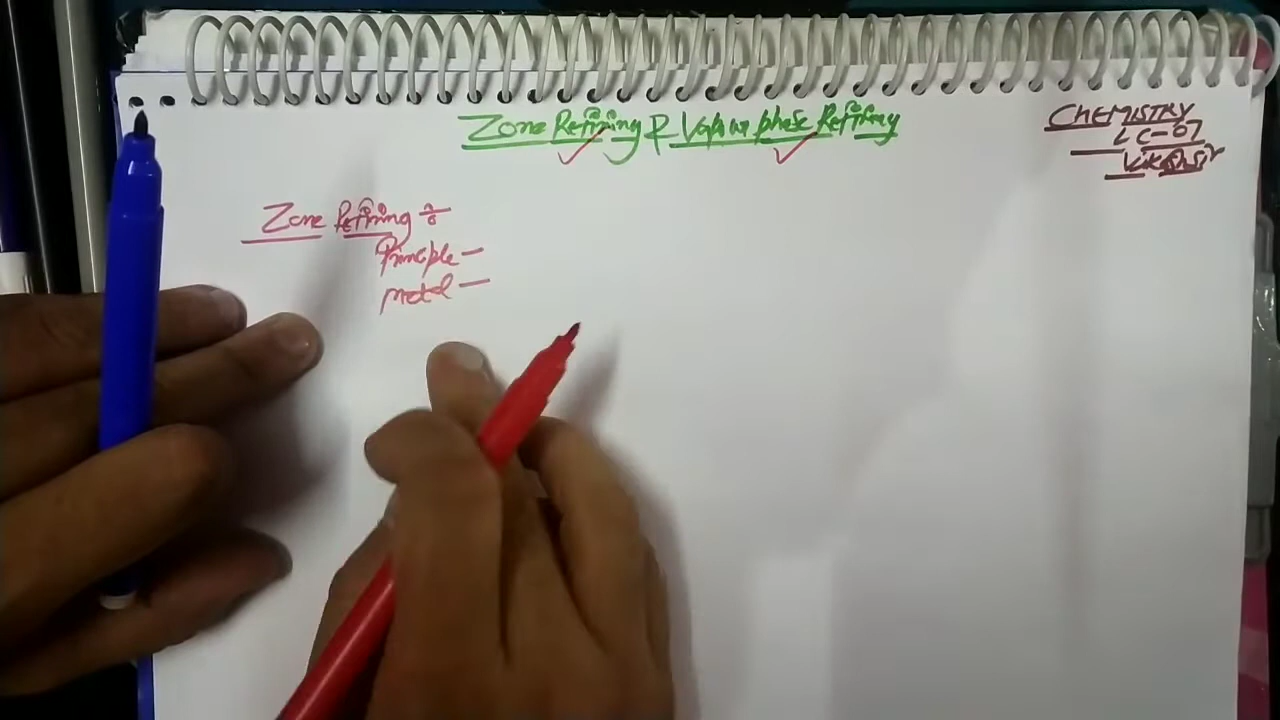 Zone Refining & Vapour phase Refining
CHEMISTRY
LC-07
Zone Refining ÷
Principle -
metal -